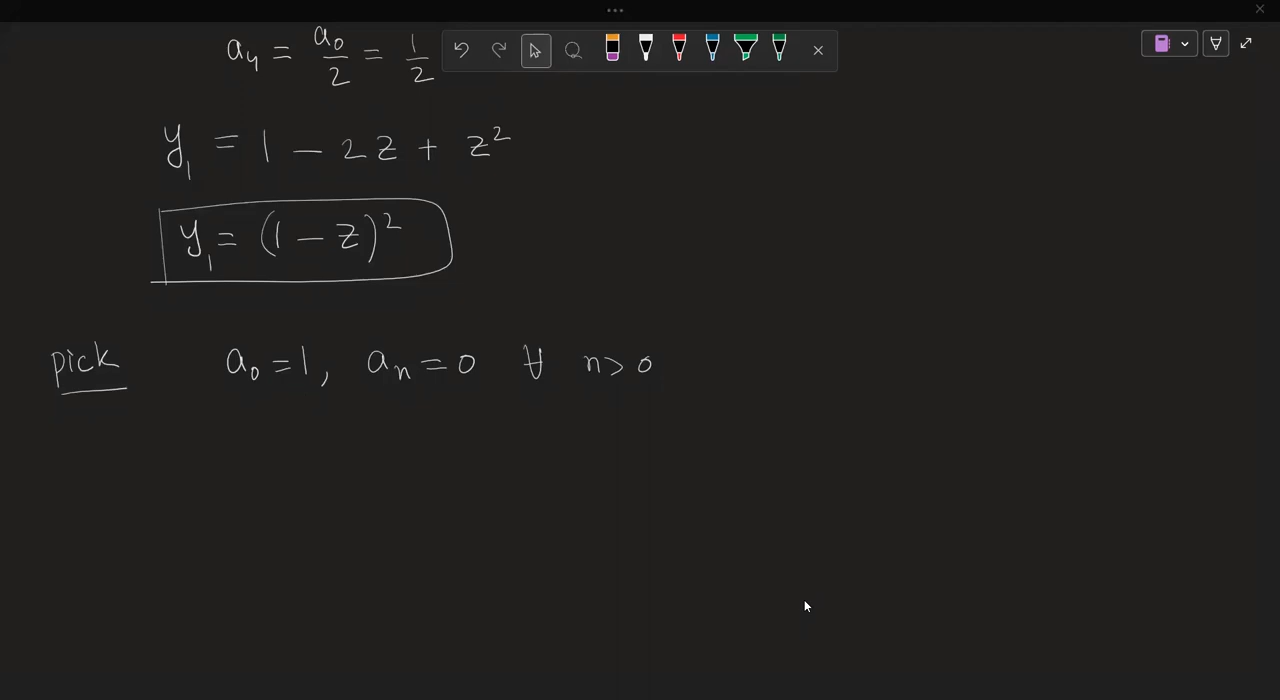 a₄ = a₀/2 = 1/2
y₁ = 1 − 2z + z²
y₁ = (1 − z)²
pick a₀ = 1, aₙ = 0 ∀ n > 0